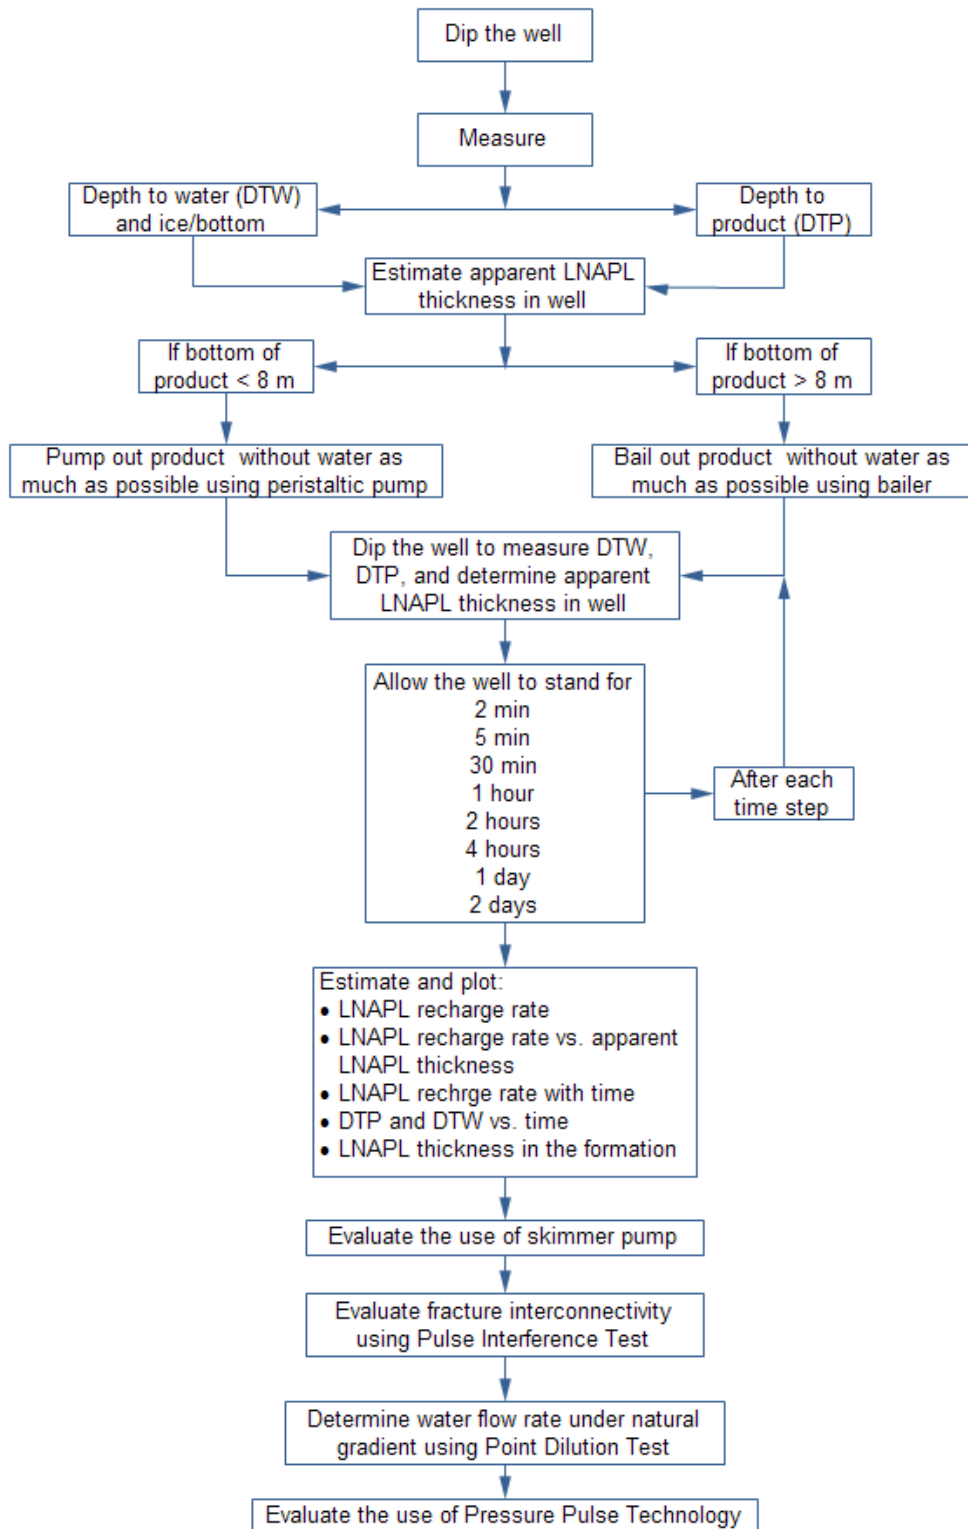 Dip the well
Measure
Depth to water (DTW)
and ice/bottom
Depth to
product (DTP)
Estimate apparent LNAPL
thickness in well
If bottom of
product < 8 m
If bottom of
product > 8 m
Pump out product without water as
much as possible using peristaltic pump
Bail out product without water as
much as possible using bailer
Dip the well to measure DTW,
DTP, and determine apparent
LNAPL thickness in well
Allow the well to stand for
2 min
5 min
30 min
1 hour
2 hours
4 hours
1 day
2 days
After each
time step
Estimate and plot:
• LNAPL recharge rate
• LNAPL recharge rate vs. apparent
LNAPL thickness
• LNAPL rechrge rate with time
• DTP and DTW vs. time
• LNAPL thickness in the formation
Evaluate the use of skimmer pump
Evaluate fracture interconnectivity
using Pulse Interference Test
Determine water flow rate under natural
gradient using Point Dilution Test
Evaluate the use of Pressure Pulse Technology